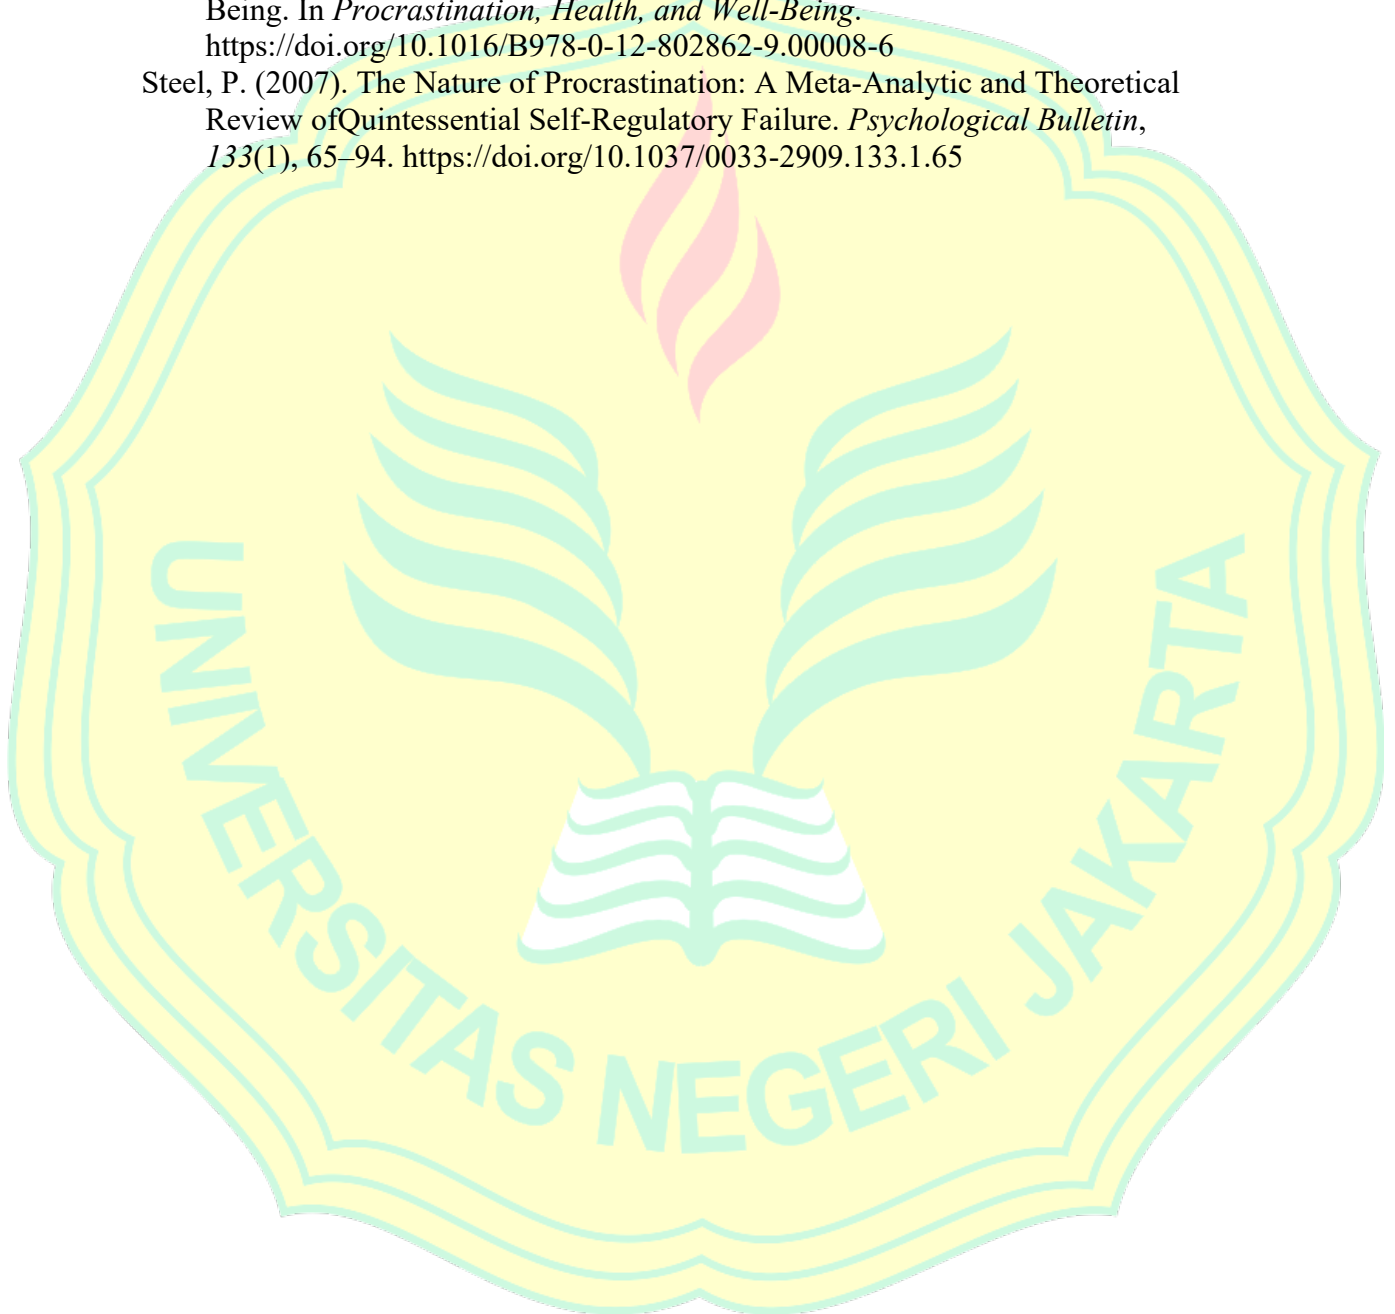 Being. In Procrastination, Health, and Well-Being.
https://doi.org/10.1016/B978-0-12-802862-9.00008-6
Steel, P. (2007). The Nature of Procrastination: A Meta-Analytic and Theoretical
Review ofQuintessential Self-Regulatory Failure. Psychological Bulletin,
133(1), 65–94. https://doi.org/10.1037/0033-2909.133.1.65
UNIVERSITAS NEGERI JAKARTA